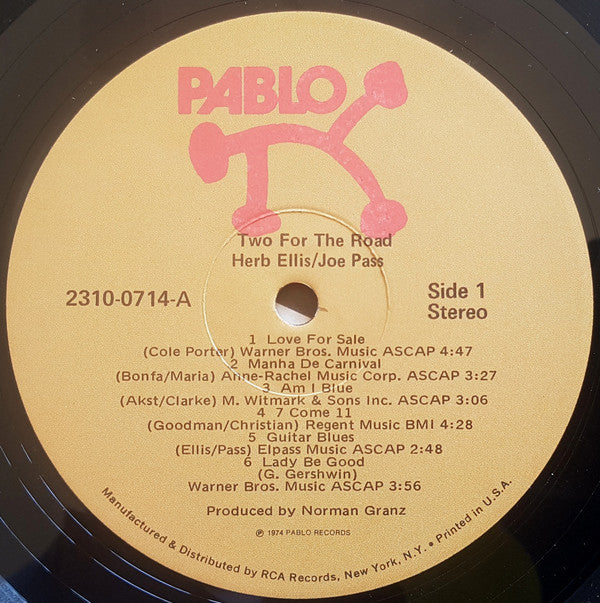 PABLO
Two For The Road
Herb Ellis/Joe Pass
2310-0714-A
Side 1
Stereo
1 Love For Sale
(Cole Porter) Warner Bros. Music ASCAP 4:47
2 Manha De Carnival
(Bonfa/Maria) Anne-Rachel Music Corp. ASCAP 3:27
3 Am I Blue
(Akst/Clarke) M. Witmark & Sons Inc. ASCAP 3:06
4 7 Come 11
(Goodman/Christian) Regent Music BMI 4:28
5 Guitar Blues
(Ellis/Pass) Elpass Music ASCAP 2:48
6 Lady Be Good
(G. Gershwin)
Warner Bros. Music ASCAP 3:56
Produced by Norman Granz
℗ 1974 PABLO RECORDS
Manufactured & Distributed by RCA Records, New York, N.Y. • Printed in U.S.A.